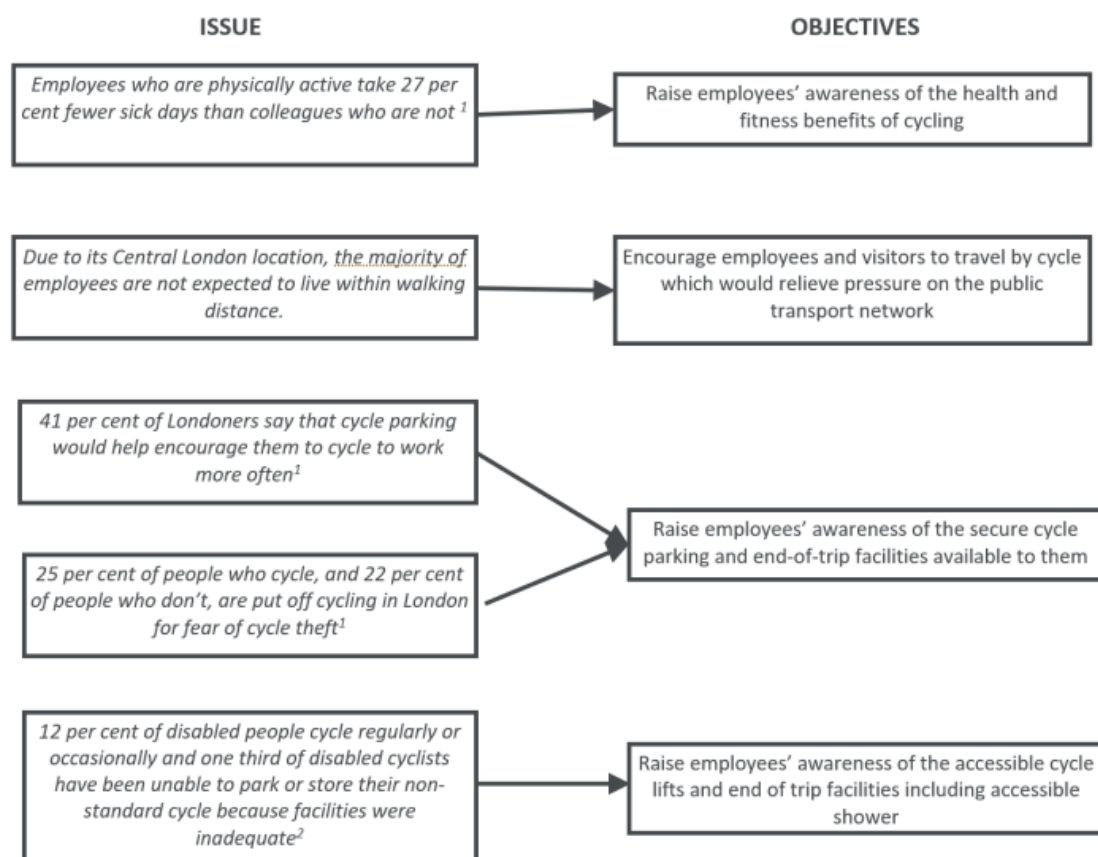 ISSUE
OBJECTIVES
Employees who are physically active take 27 per
cent fewer sick days than colleagues who are not ¹
Raise employees’ awareness of the health and
fitness benefits of cycling
Due to its Central London location, the majority of
employees are not expected to live within walking
distance.
Encourage employees and visitors to travel by cycle
which would relieve pressure on the public
transport network
41 per cent of Londoners say that cycle parking
would help encourage them to cycle to work
more often¹
25 per cent of people who cycle, and 22 per cent
of people who don’t, are put off cycling in London
for fear of cycle theft¹
Raise employees’ awareness of the secure cycle
parking and end-of-trip facilities available to them
12 per cent of disabled people cycle regularly or
occasionally and one third of disabled cyclists
have been unable to park or store their non-
standard cycle because facilities were
inadequate²
Raise employees’ awareness of the accessible cycle
lifts and end of trip facilities including accessible
shower